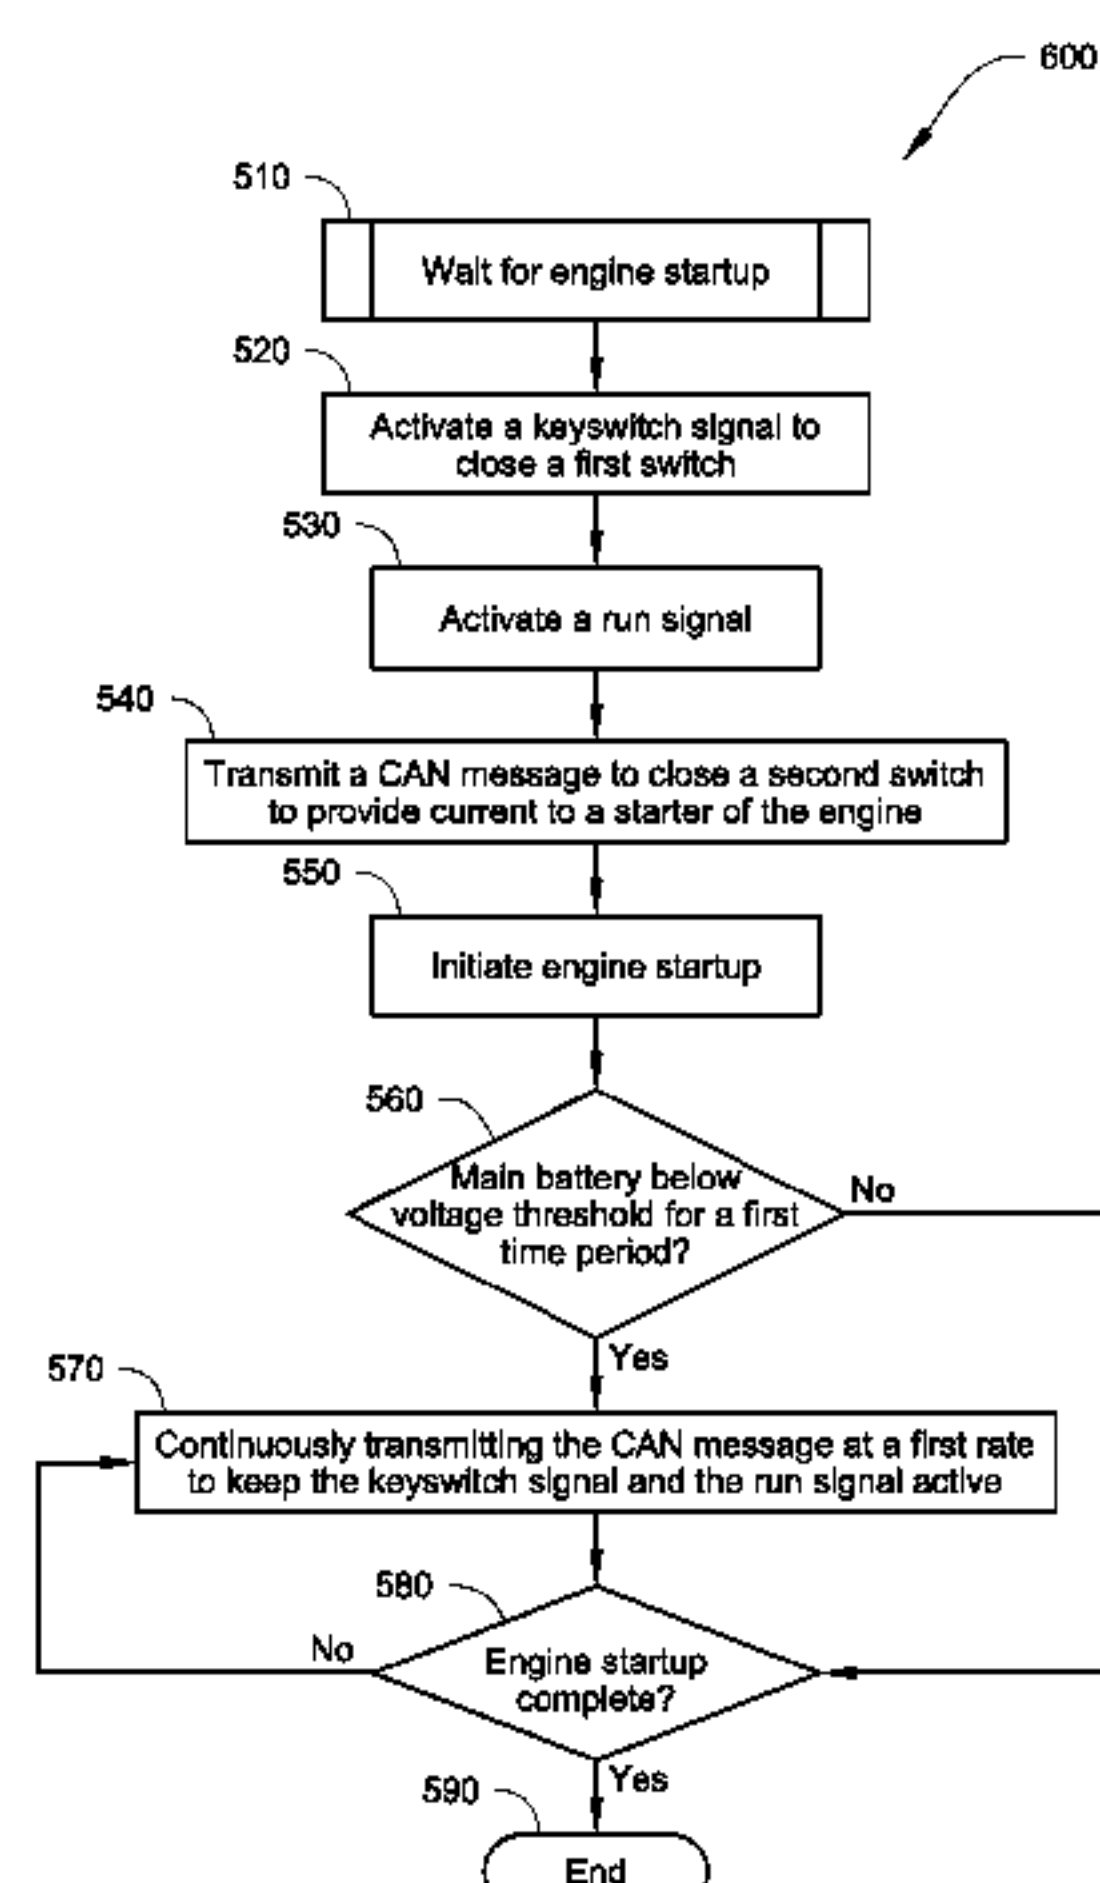 600
510
Wait for engine startup
520
Activate a keyswitch signal to
close a first switch
530
Activate a run signal
540
Transmit a CAN message to close a second switch
to provide current to a starter of the engine
550
Initiate engine startup
560
Main battery below
voltage threshold for a first
time period?
No
Yes
570
Continuously transmitting the CAN message at a first rate
to keep the keyswitch signal and the run signal active
580
No
Engine startup
complete?
Yes
590
End